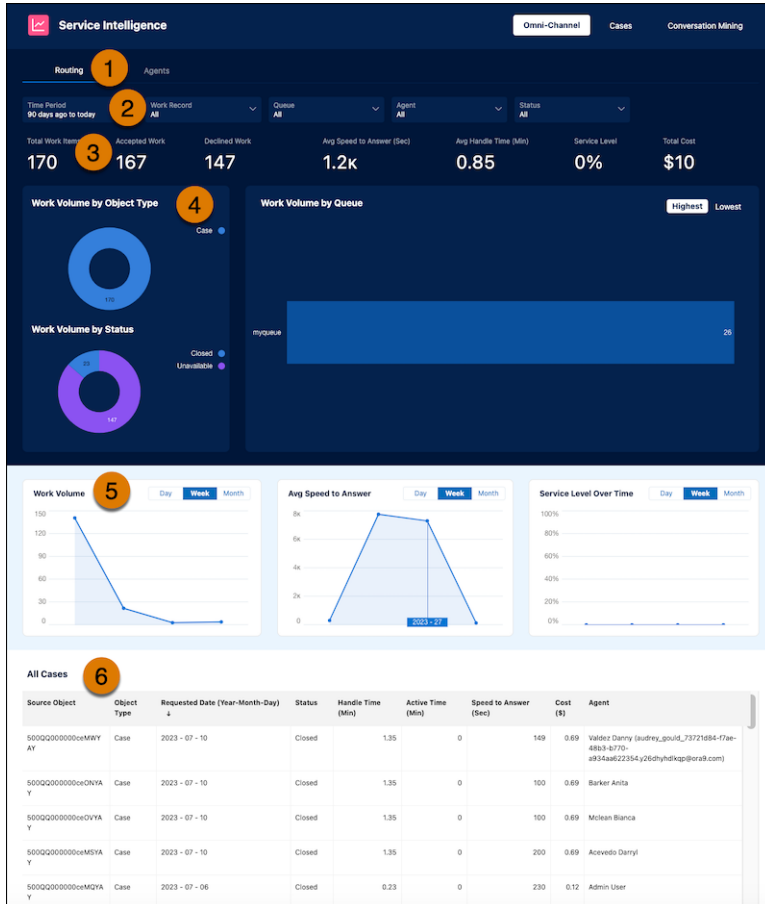 Service Intelligence
Omni-Channel
Cases
Conversation Mining
Routing
1
Agents
Time Period
90 days ago to today
2
Work Record
All
Queue
All
Agent
All
Status
All
Total Work Items
170
3
Accepted Work
167
Declined Work
147
Avg Speed to Answer (Sec)
1.2K
Avg Handle Time (Min)
0.85
Service Level
0%
Total Cost
$10
Work Volume by Object Type
4
Case
170
Work Volume by Status
Closed
Unavailable
23
147
Work Volume by Queue
Highest
Lowest
myqueue
26
Work Volume
5
Day
Week
Month
150
120
90
60
30
0
Avg Speed to Answer
Day
Week
Month
8k
6k
4k
2k
0
2023 - 27
Service Level Over Time
Day
Week
Month
100%
80%
60%
40%
20%
0%
All Cases
6
Source Object Object Type Requested Date (Year-Month-Day) ↓ Status Handle Time (Min) Active Time (Min) Speed to Answer (Sec) Cost ($) Agent
500QQ000000ceMWY
AY
Case 2023 - 07 - 10 Closed 1.35 0 149 0.69
Valdez Danny (audrey_gould_73721d84-f7ae-
48b3-b770-
a934aa622354.y26dhyhdlkqp@ora9.com)
500QQ000000ceONYA
Y
Case 2023 - 07 - 10 Closed 1.35 0 100 0.69 Barker Anita
500QQ000000ceOVYA
Y
Case 2023 - 07 - 10 Closed 1.35 0 100 0.69 Mclean Bianca
500QQ000000ceMSYA
Y
Case 2023 - 07 - 10 Closed 1.35 0 200 0.69 Acevedo Darryl
500QQ000000ceMQYA
Y
Case 2023 - 07 - 06 Closed 0.23 0 230 0.12 Admin User